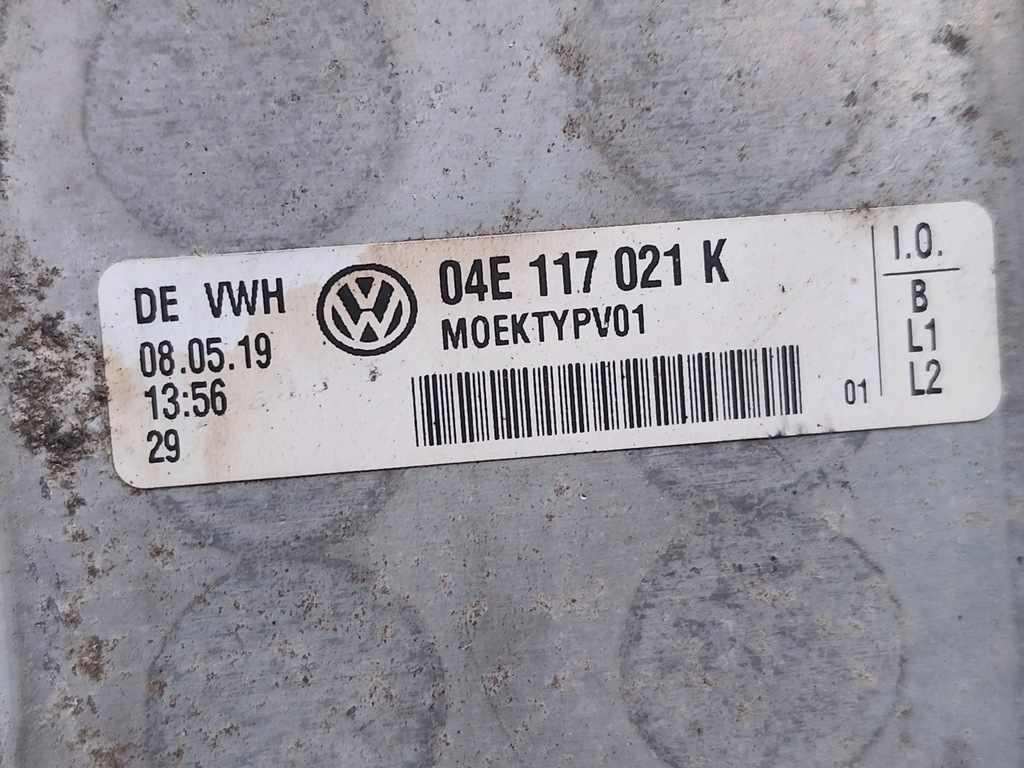 DE VWH
08.05.19
13:56
29
04E 117 021 K
MOEKTYPV01
01
I.O.
B
L1
L2